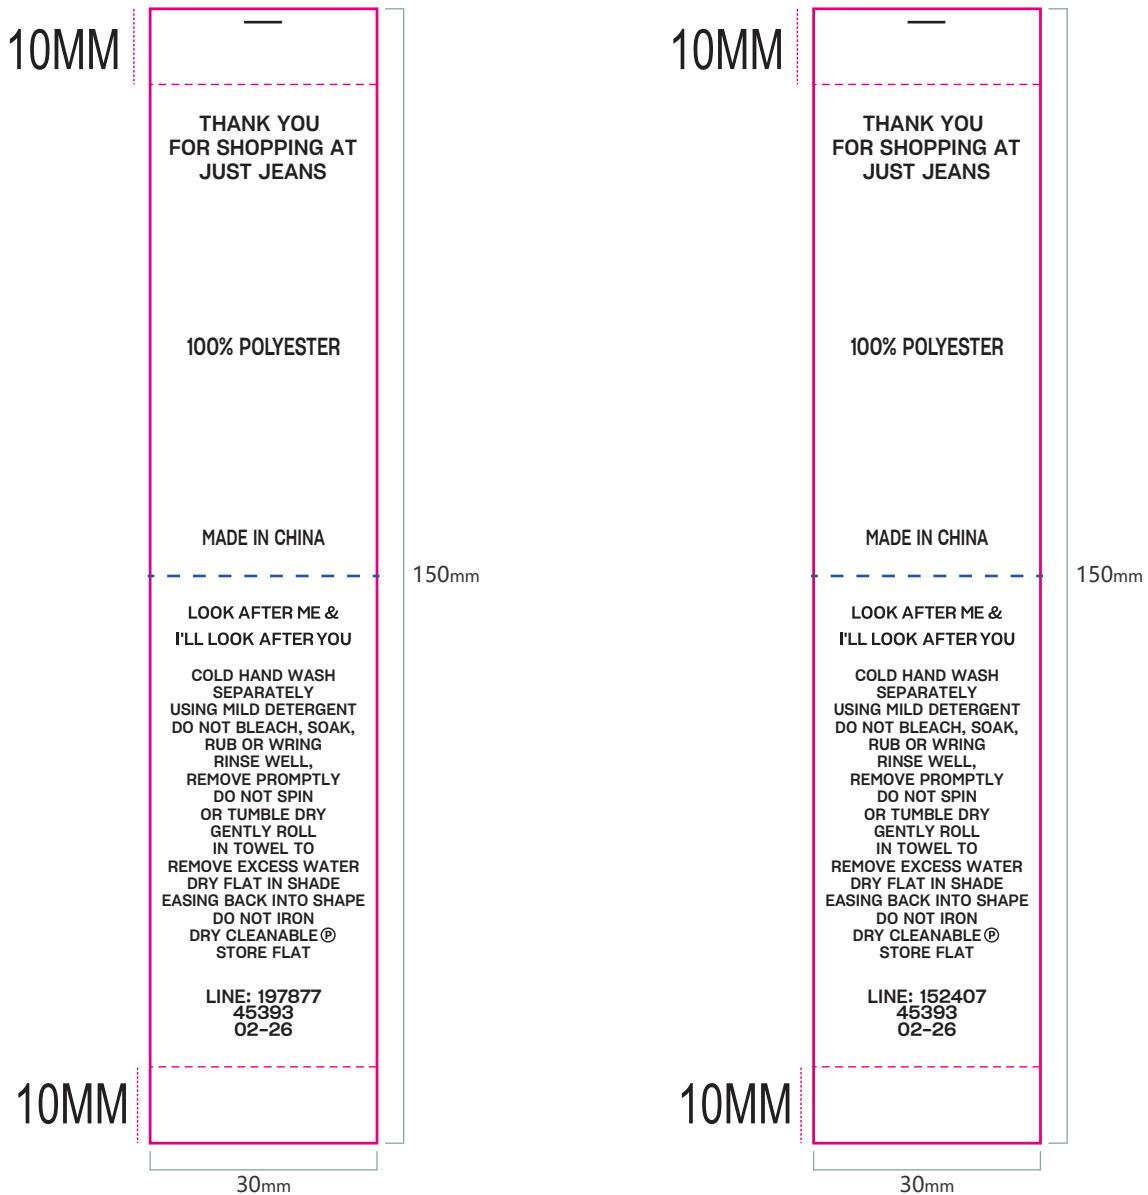 10MM
THANK YOU
FOR SHOPPING AT
JUST JEANS
100% POLYESTER
MADE IN CHINA
150mm
LOOK AFTER ME &
I'LL LOOK AFTER YOU
COLD HAND WASH
SEPARATELY
USING MILD DETERGENT
DO NOT BLEACH, SOAK,
RUB OR WRING
RINSE WELL,
REMOVE PROMPTLY
DO NOT SPIN
OR TUMBLE DRY
GENTLY ROLL
IN TOWEL TO
REMOVE EXCESS WATER
DRY FLAT IN SHADE
EASING BACK INTO SHAPE
DO NOT IRON
DRY CLEANABLE Ⓟ
STORE FLAT
LINE: 197877
45393
02-26
10MM
30mm
10MM
THANK YOU
FOR SHOPPING AT
JUST JEANS
100% POLYESTER
MADE IN CHINA
150mm
LOOK AFTER ME &
I'LL LOOK AFTER YOU
COLD HAND WASH
SEPARATELY
USING MILD DETERGENT
DO NOT BLEACH, SOAK,
RUB OR WRING
RINSE WELL,
REMOVE PROMPTLY
DO NOT SPIN
OR TUMBLE DRY
GENTLY ROLL
IN TOWEL TO
REMOVE EXCESS WATER
DRY FLAT IN SHADE
EASING BACK INTO SHAPE
DO NOT IRON
DRY CLEANABLE Ⓟ
STORE FLAT
LINE: 152407
45393
02-26
10MM
30mm